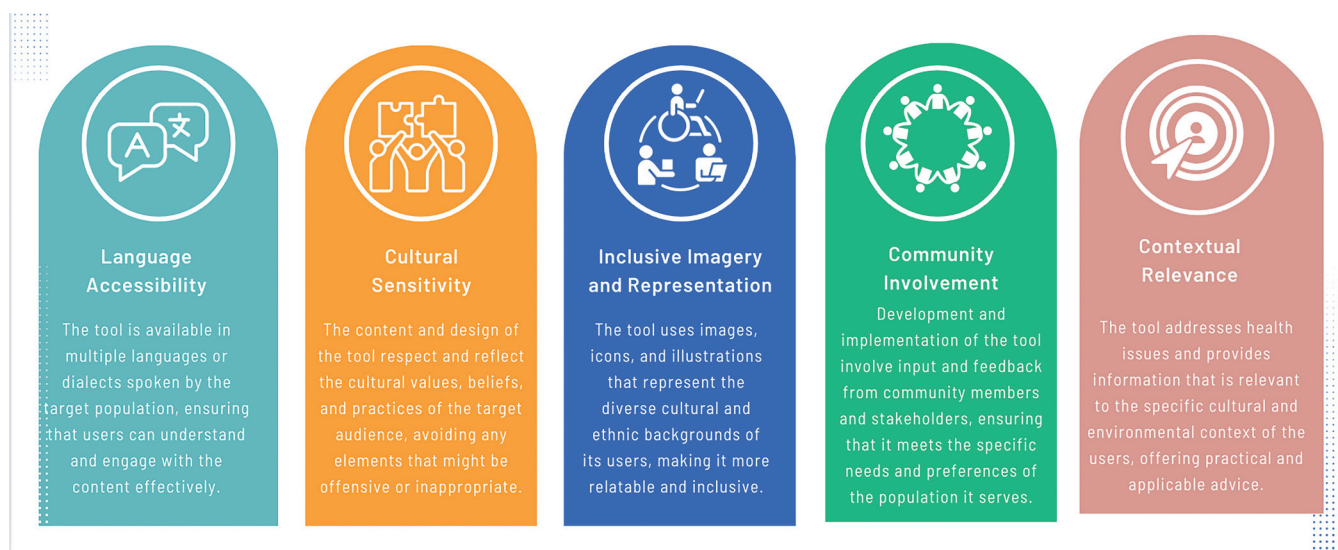 A 文
Language
Accessibility
The tool is available in
multiple languages or
dialects spoken by the
target population, ensuring
that users can understand
and engage with the
content effectively.
Cultural
Sensitivity
The content and design of
the tool respect and reflect
the cultural values, beliefs,
and practices of the target
audience, avoiding any
elements that might be
offensive or inappropriate.
Inclusive Imagery
and Representation
The tool uses images,
icons, and illustrations
that represent the
diverse cultural and
ethnic backgrounds of
its users, making it more
relatable and inclusive.
Community
Involvement
Development and
implementation of the tool
involve input and feedback
from community members
and stakeholders, ensuring
that it meets the specific
needs and preferences of
the population it serves.
Contextual
Relevance
The tool addresses health
issues and provides
information that is relevant
to the specific cultural and
environmental context of the
users, offering practical and
applicable advice.